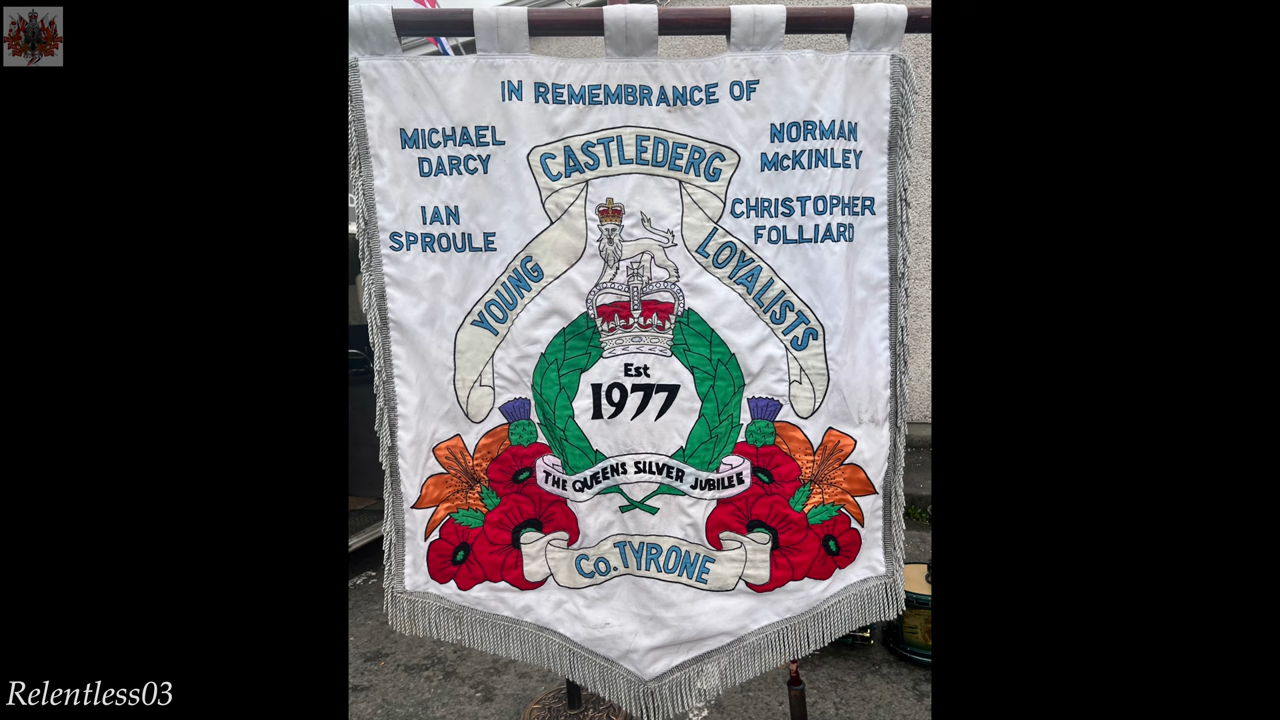 IN REMEMBRANCE OF
MICHAEL
DARCY
NORMAN
McKINLEY
IAN
SPROULE
CHRISTOPHER
FOLLIARD
CASTLEDERG
YOUNG
LOYALISTS
Est
1977
THE QUEENS SILVER JUBILEE
Co. TYRONE
Relentless03